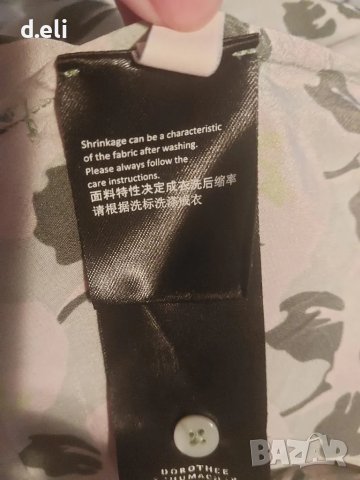 d.eli
Shrinkage can be a characteristic
of the fabric after washing.
Please always follow the
care instructions.
面料特性决定成衣洗后缩率
请根据洗标洗涤成衣
DOROTHEE
BAZAR.BG